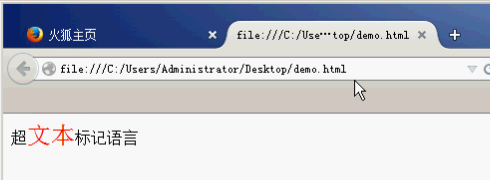 火狐主页
file:///C:/Use…top/demo.html
file:///C:/Users/Administrator/Desktop/demo.html
超文本标记语言